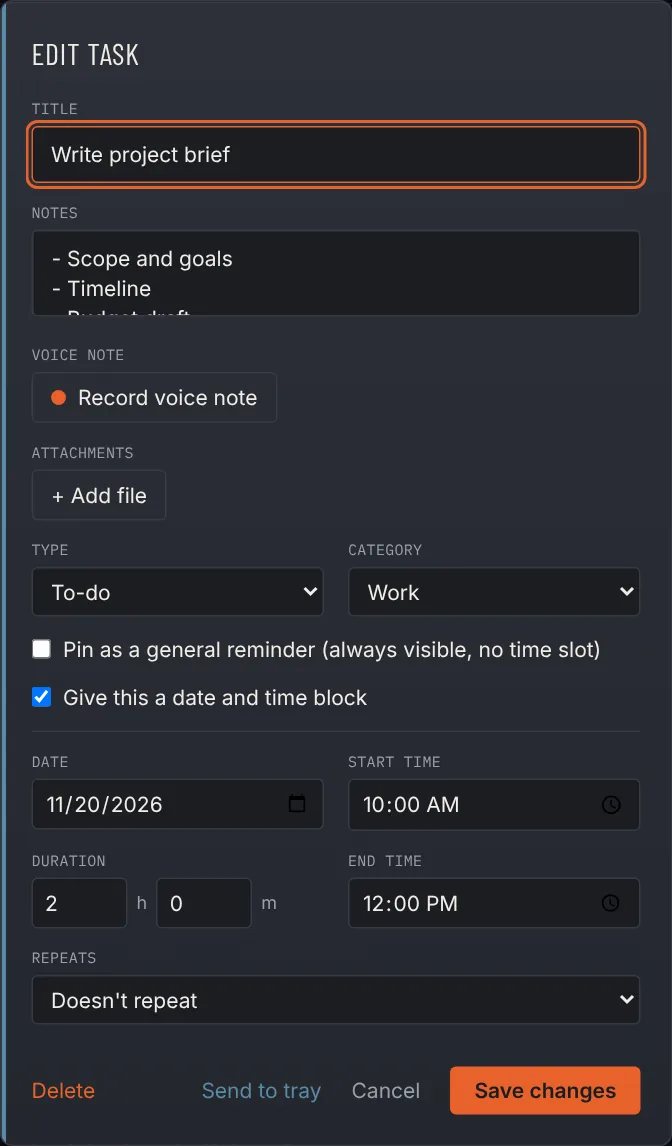 EDIT TASK
TITLE
Write project brief
NOTES
- Scope and goals
- Timeline
VOICE NOTE
Record voice note
ATTACHMENTS
+ Add file
TYPE
CATEGORY
To-do
Work
Pin as a general reminder (always visible, no time slot)
Give this a date and time block
DATE
START TIME
11/20/2026
10:00 AM
DURATION
END TIME
2 h 0 m
12:00 PM
REPEATS
Doesn't repeat
Delete
Send to tray
Cancel
Save changes